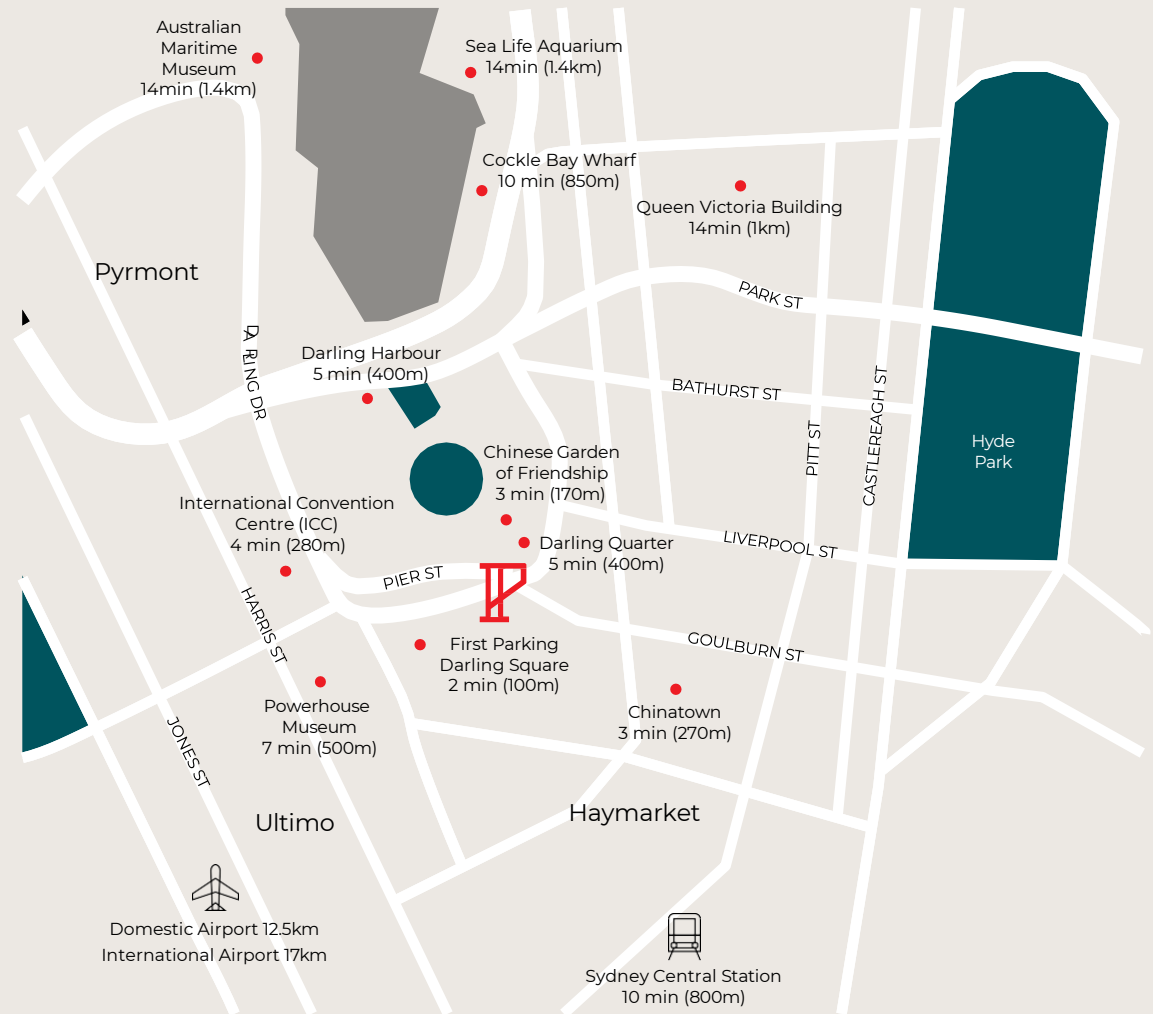 Australian
Maritime
Museum
14min (1.4km)
Sea Life Aquarium
14min (1.4km)
Cockle Bay Wharf
10 min (850m)
Queen Victoria Building
14min (1km)
Pyrmont
PARK ST
DARLING DR
Darling Harbour
5 min (400m)
BATHURST ST
PITT ST
CASTLEREAGH ST
Hyde
Park
Chinese Garden
of Friendship
3 min (170m)
International Convention
Centre (ICC)
4 min (280m)
Darling Quarter
5 min (400m)
LIVERPOOL ST
PIER ST
HARRIS ST
First Parking
Darling Square
2 min (100m)
GOULBURN ST
Powerhouse
Museum
7 min (500m)
Chinatown
3 min (270m)
JONES ST
Ultimo
Haymarket
Domestic Airport 12.5km
International Airport 17km
Sydney Central Station
10 min (800m)